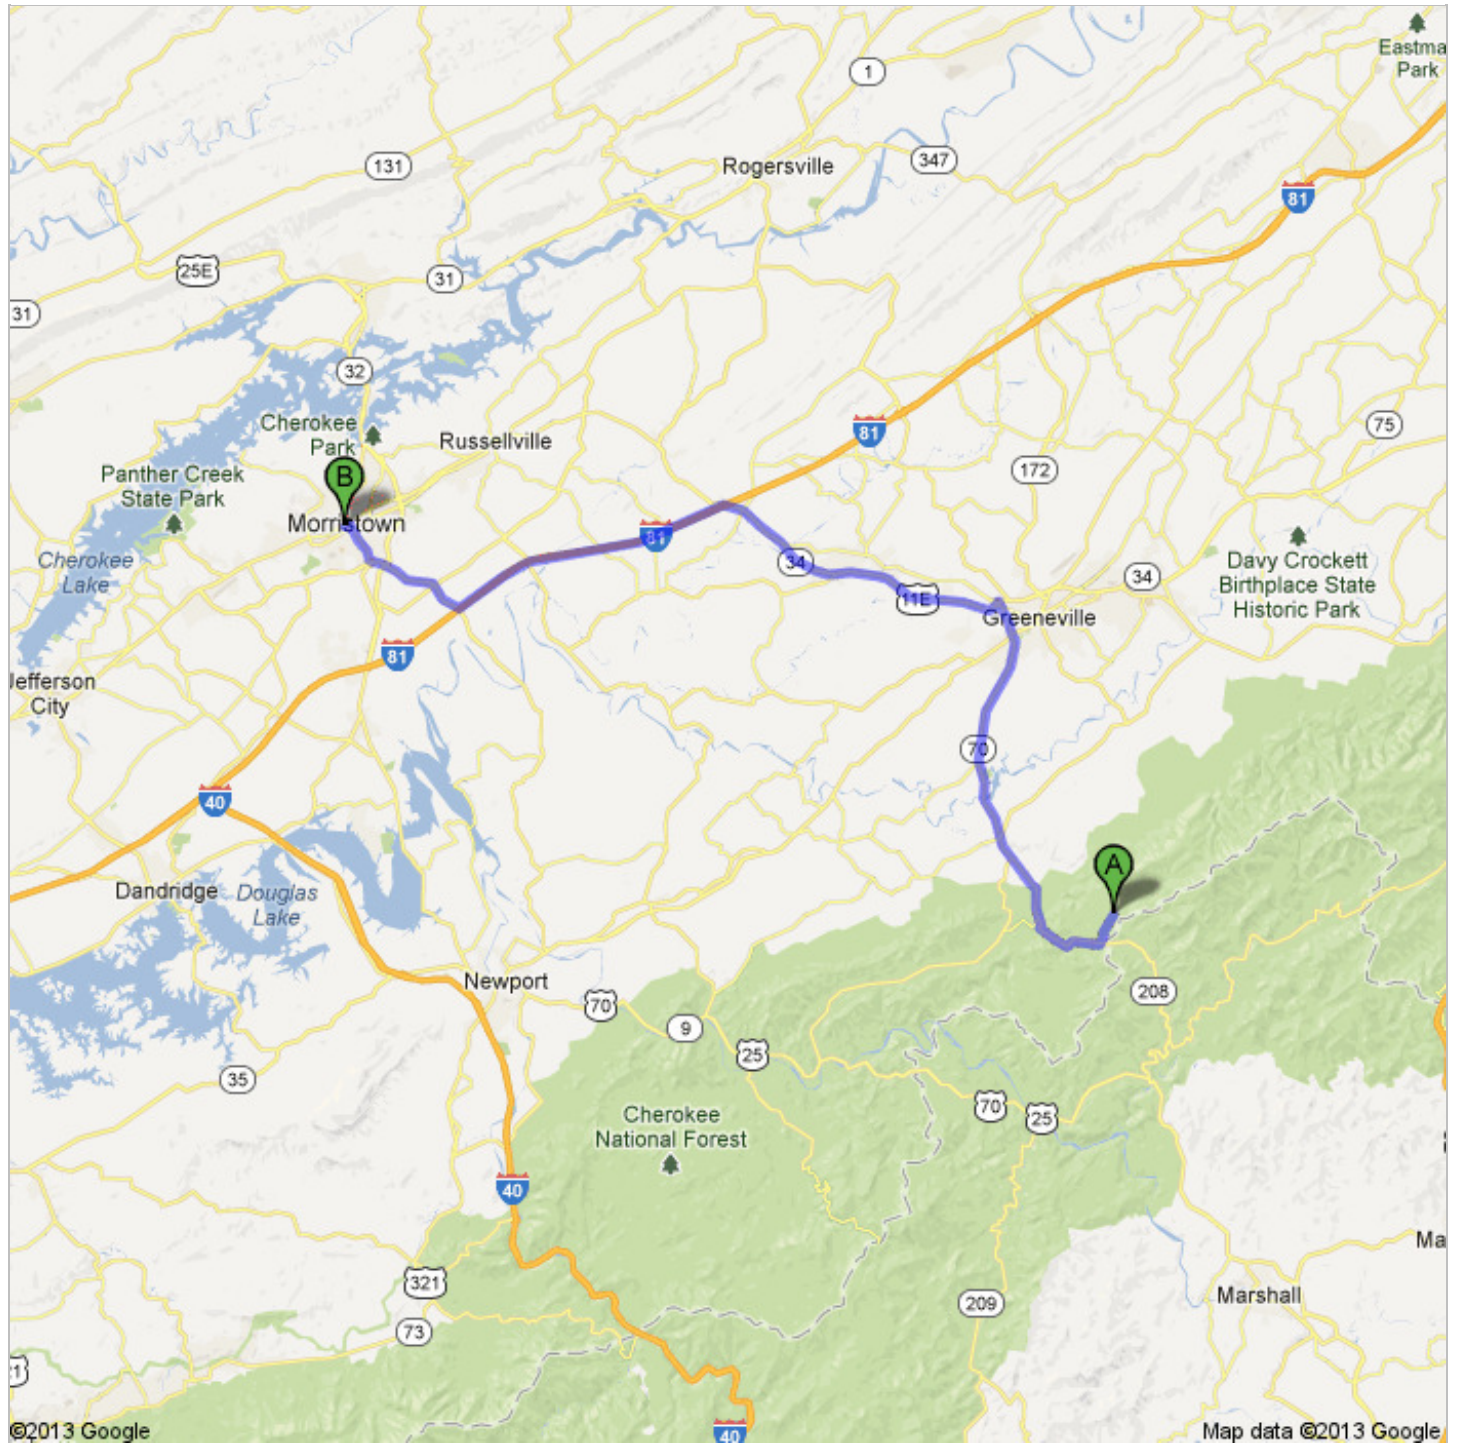 Eastma
Park
1
131
Rogersville
347
81
25E
31
31
32
Cherokee
Park
Russellville
81
75
Panther Creek
State Park
172
B
Morristown
81
Cherokee
Lake
34
Davy Crockett
Birthplace State
Historic Park
34
11E
Greeneville
81
Jefferson
City
70
40
A
Dandridge
Douglas
Lake
Newport
70
208
9
25
35
Cherokee
National Forest
70
25
40
Ma
321
Marshall
209
73
©2013 Google
40
Map data ©2013 Google